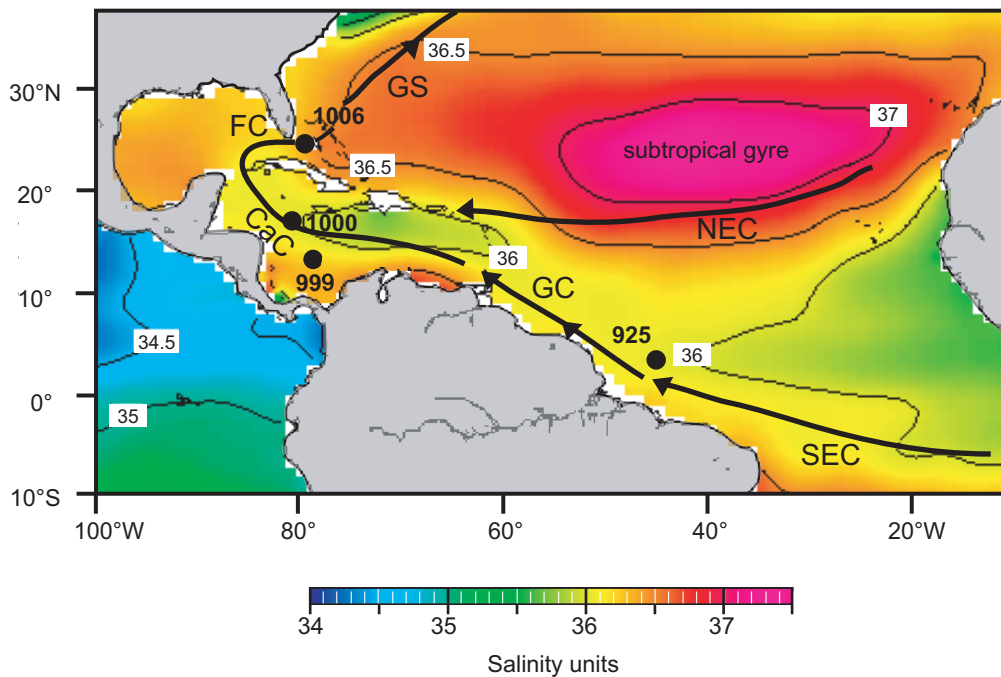 36.5
GS
30°N
1006
FC
37
subtropical gyre
36.5
20°N
1000
NEC
CaC
36
999
GC
10°N
925
34.5
36
0°
35
SEC
10°S
100°W
80°
60°
40°
20°W
34
35
36
37
Salinity units